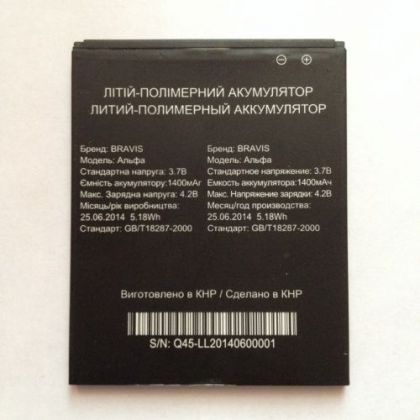 ЛІТІЙ-ПОЛІМЕРНИЙ АКУМУЛЯТОР
ЛИТИЙ-ПОЛИМЕРНЫЙ АККУМУЛЯТОР
Бренд: BRAVIS
Модель: Альфа
Стандартна напруга: 3.7В
Ємність акумулятору:1400мАг
Макс. Зарядна напруга: 4.2В
Місяць/рік виробництва:
25.06.2014 5.18Wh
Стандарт: GB/T18287-2000
Бренд: BRAVIS
Модель: Альфа
Стандартное напряжение: 3.7В
Емкость аккумулятора:1400мАч
Макс. Напряжение зарядки: 4.2В
Месяц/год производства:
25.06.2014 5.18Wh
Стандарт: GB/T18287-2000
Виготовлено в КНР / Сделано в КНР
S/N: Q45-LL20140600001